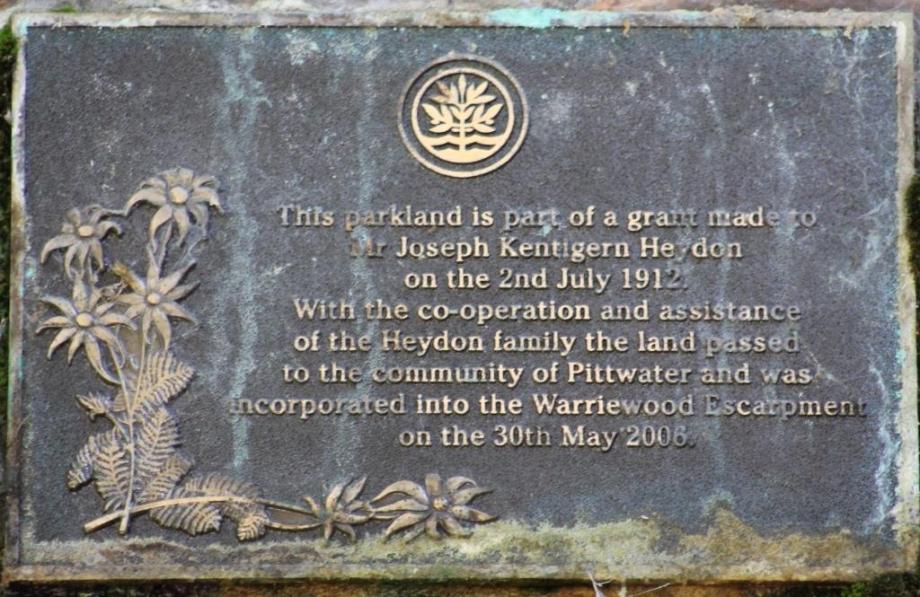 This parkland is part of a grant made to
Mr Joseph Kentigern Heydon
on the 2nd July 1912.
With the co-operation and assistance
of the Heydon family the land passed
to the community of Pittwater and was
incorporated into the Warriewood Escarpment
on the 30th May 2006.